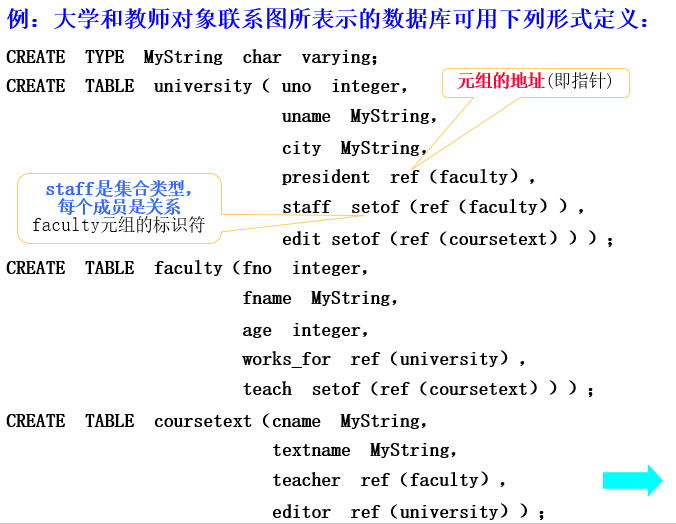 例：大学和教师对象联系图所表示的数据库可用下列形式定义：
CREATE TYPE MyString char varying;
CREATE TABLE university（ uno integer,
元组的地址(即指针)
uname MyString,
city MyString,
president ref（faculty）,
staff是集合类型，
每个成员是关系
faculty元组的标识符
staff setof（ref（faculty））,
edit setof（ref（coursetext）））;
CREATE TABLE faculty（fno integer,
fname MyString,
age integer,
works_for ref（university）,
teach setof（ref（coursetext）））;
CREATE TABLE coursetext（cname MyString,
textname MyString,
teacher ref（faculty）,
editor ref（university））;